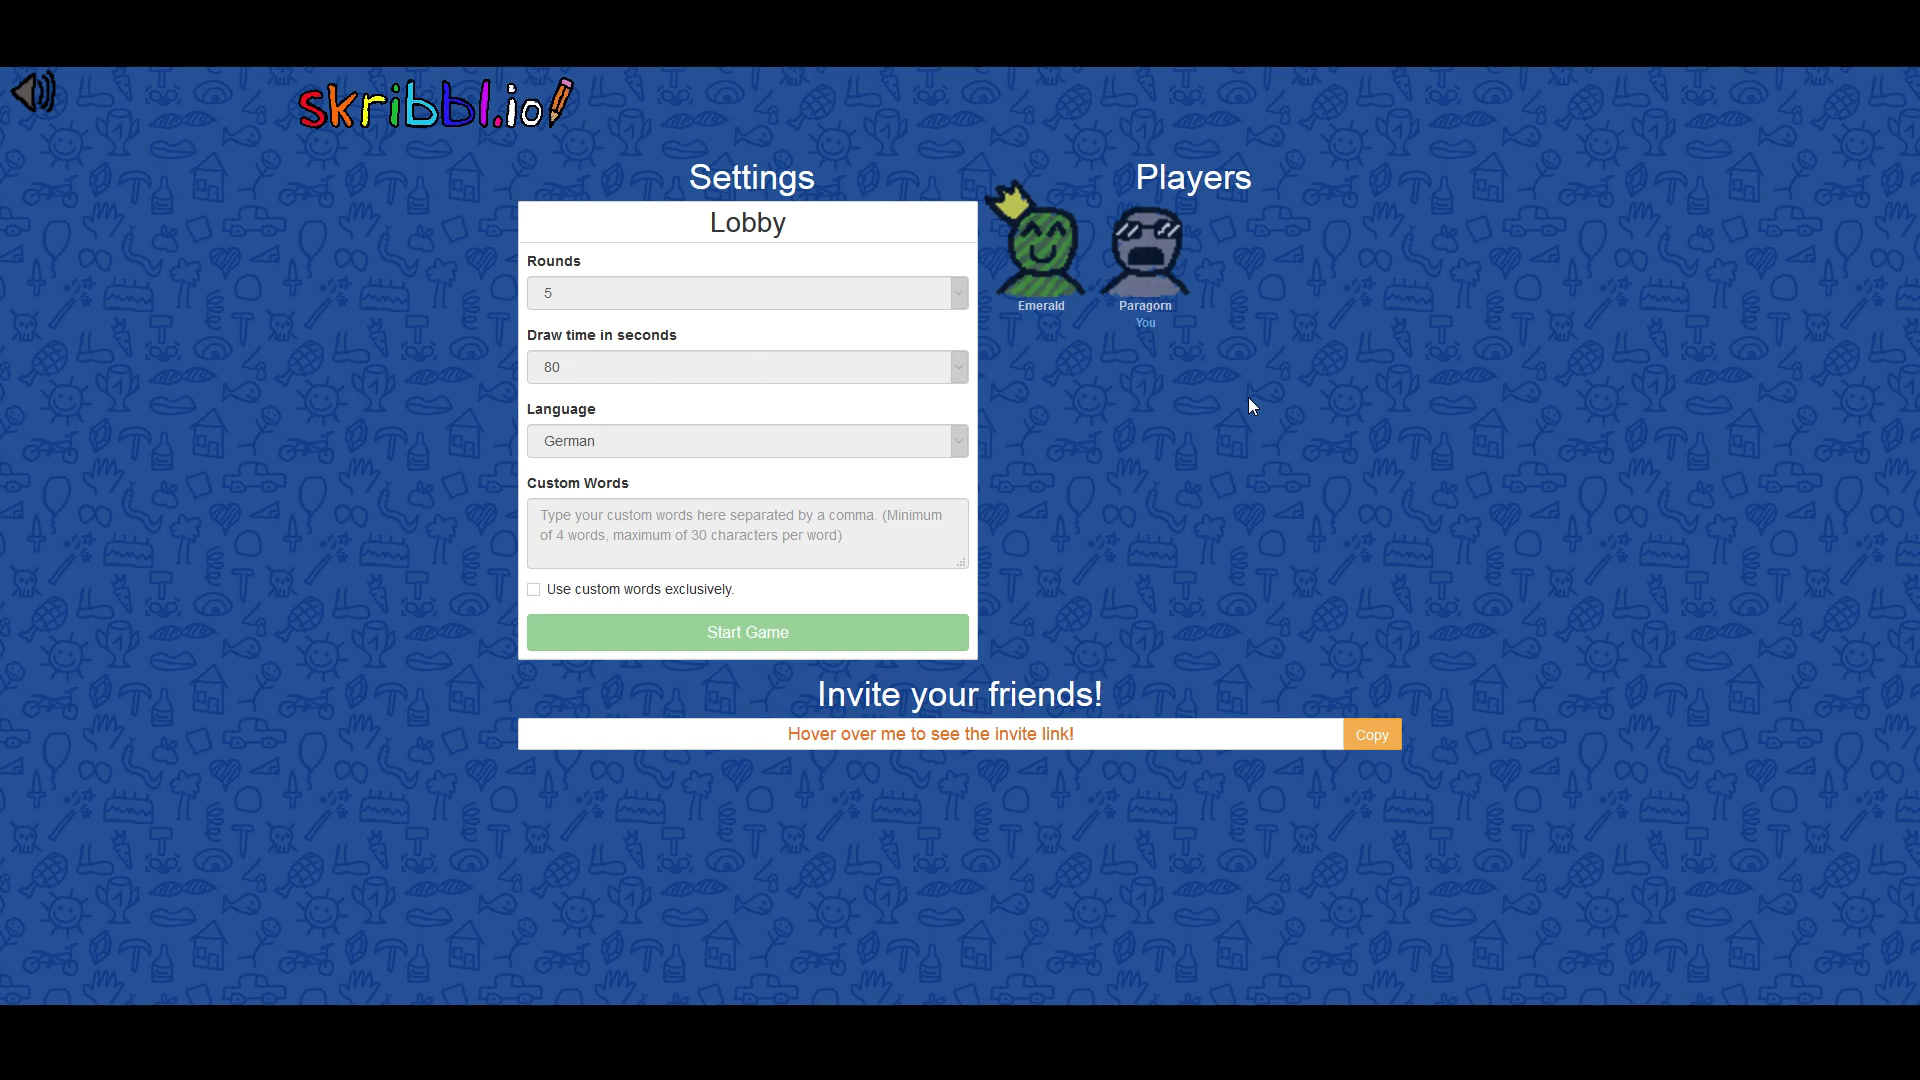 skribbl.io
Settings
Players
Lobby
Rounds
5
Draw time in seconds
80
Language
German
Custom Words
Type your custom words here separated by a comma. (Minimum
of 4 words, maximum of 30 characters per word)
Use custom words exclusively.
Start Game
Emerald
Paragorn
You
Invite your friends!
Hover over me to see the invite link!
Copy